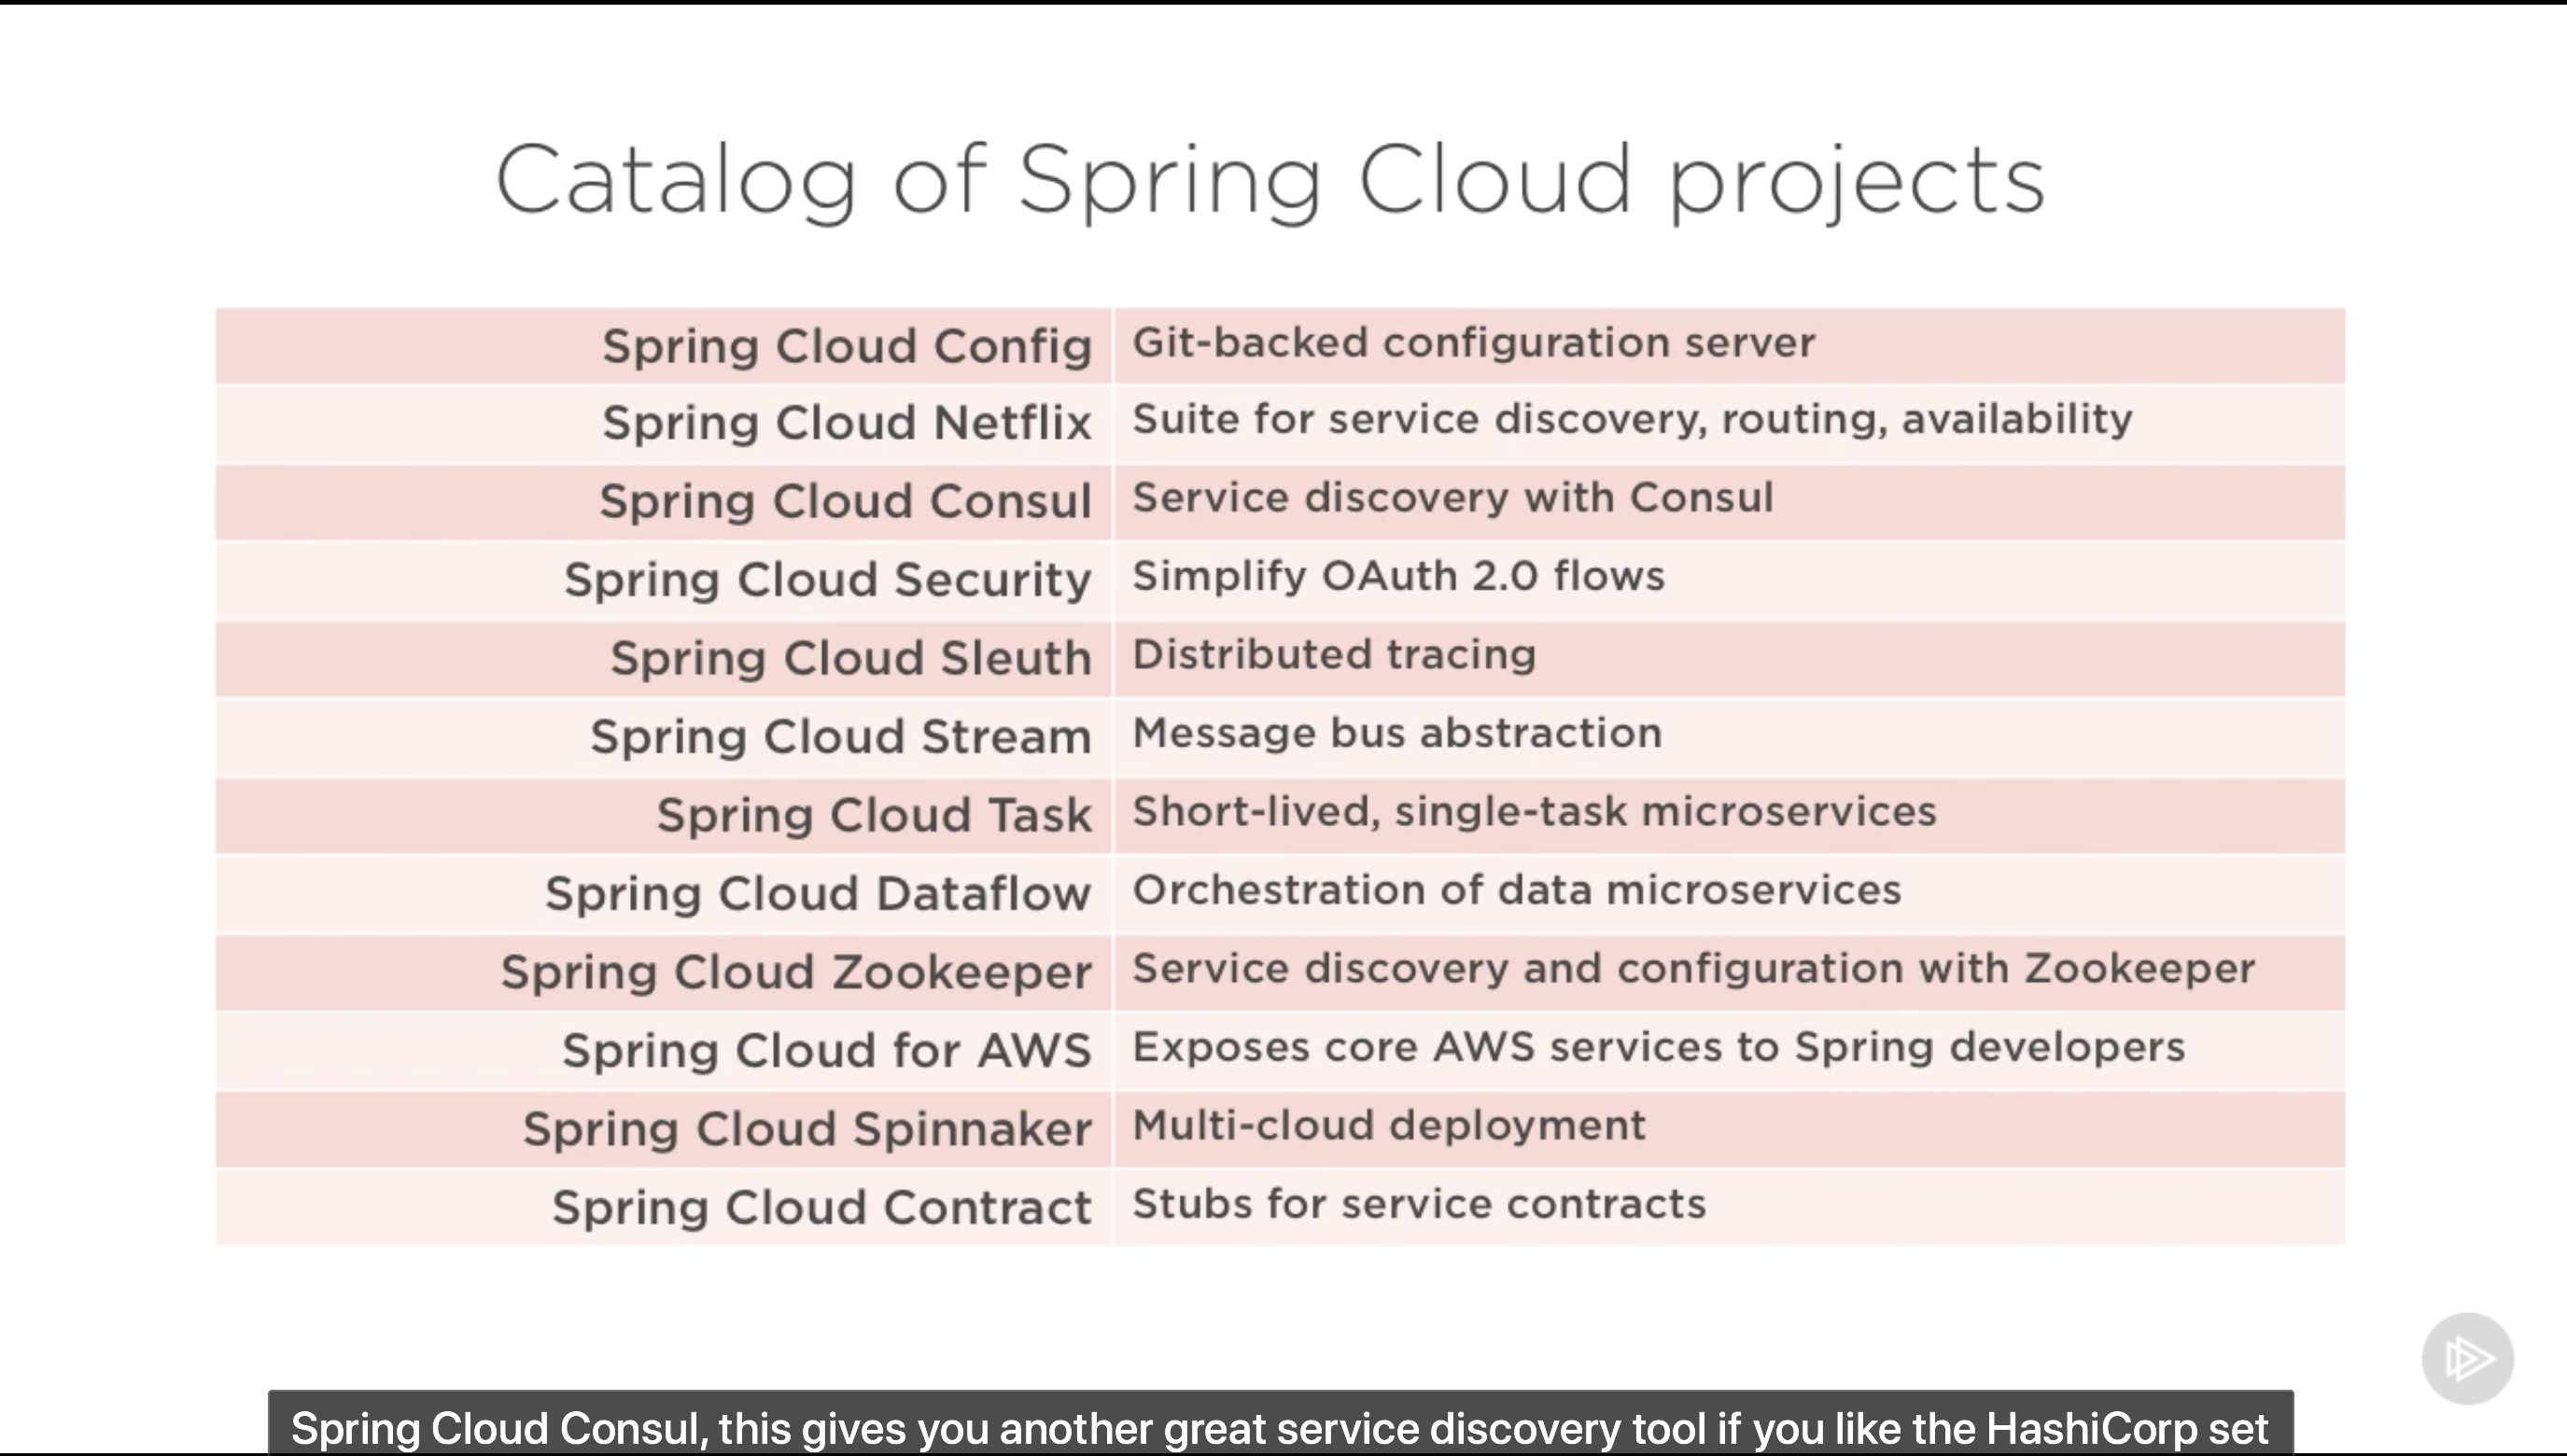 Catalog of Spring Cloud projects
Spring Cloud Config Git-backed configuration server
Spring Cloud Netflix Suite for service discovery, routing, availability
Spring Cloud Consul Service discovery with Consul
Spring Cloud Security Simplify OAuth 2.0 flows
Spring Cloud Sleuth Distributed tracing
Spring Cloud Stream Message bus abstraction
Spring Cloud Task Short-lived, single-task microservices
Spring Cloud Dataflow Orchestration of data microservices
Spring Cloud Zookeeper Service discovery and configuration with Zookeeper
Spring Cloud for AWS Exposes core AWS services to Spring developers
Spring Cloud Spinnaker Multi-cloud deployment
Spring Cloud Contract Stubs for service contracts
Spring Cloud Consul, this gives you another great service discovery tool if you like the HashiCorp set